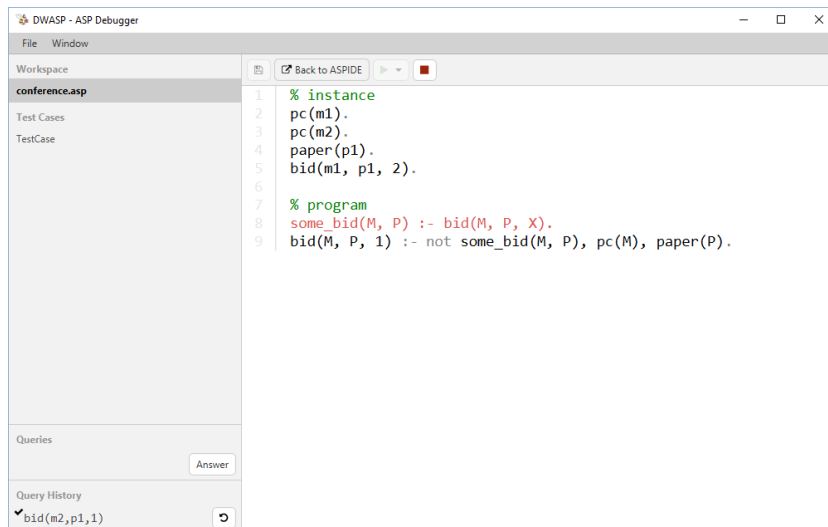 DWASP - ASP Debugger
File Window
Workspace
conference.asp
Test Cases
TestCase
Queries
Answer
Query History
bid(m2,p1,1)
Back to ASPIDE
1 % instance
2 pc(m1).
3 pc(m2).
4 paper(p1).
5 bid(m1, p1, 2).
6
7 % program
8 some_bid(M, P) :- bid(M, P, X).
9 bid(M, P, 1) :- not some_bid(M, P), pc(M), paper(P).